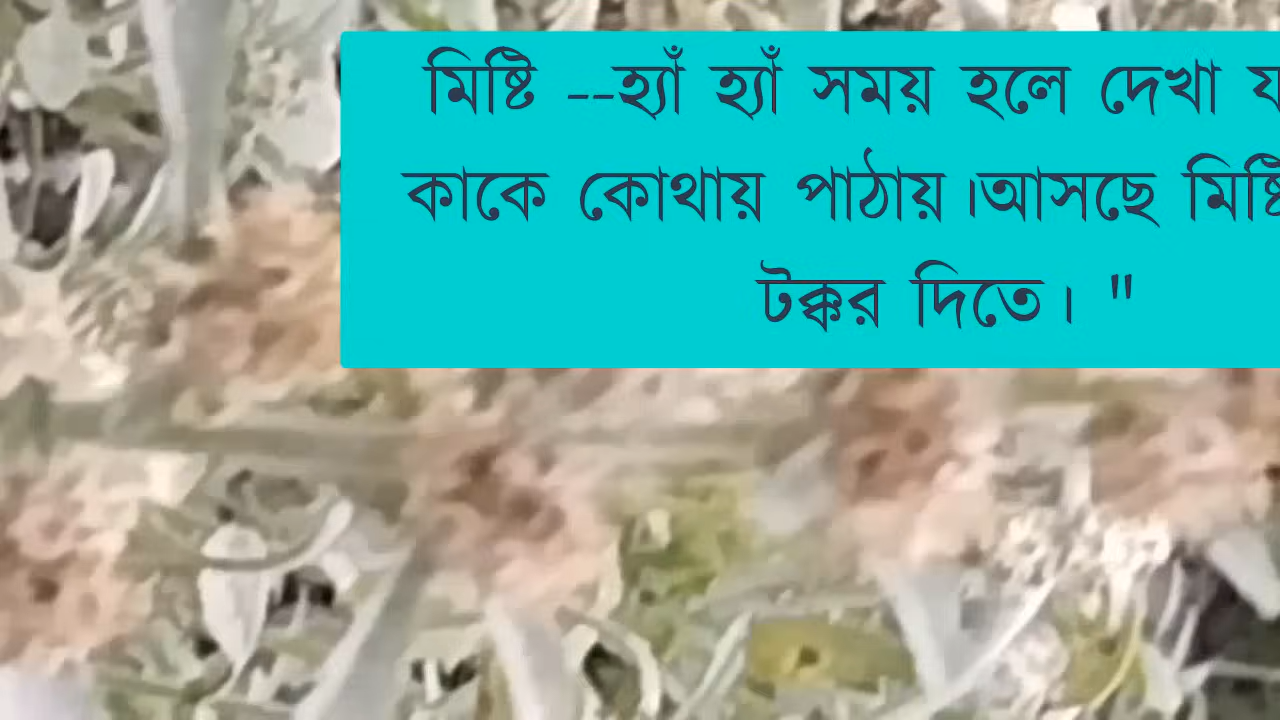 মিষ্টি --হ্যাঁ হ্যাঁ সময় হলে দেখা
কাকে কোথায় পাঠায়।আসছে মিষ্টি
টক্কর দিতে। "